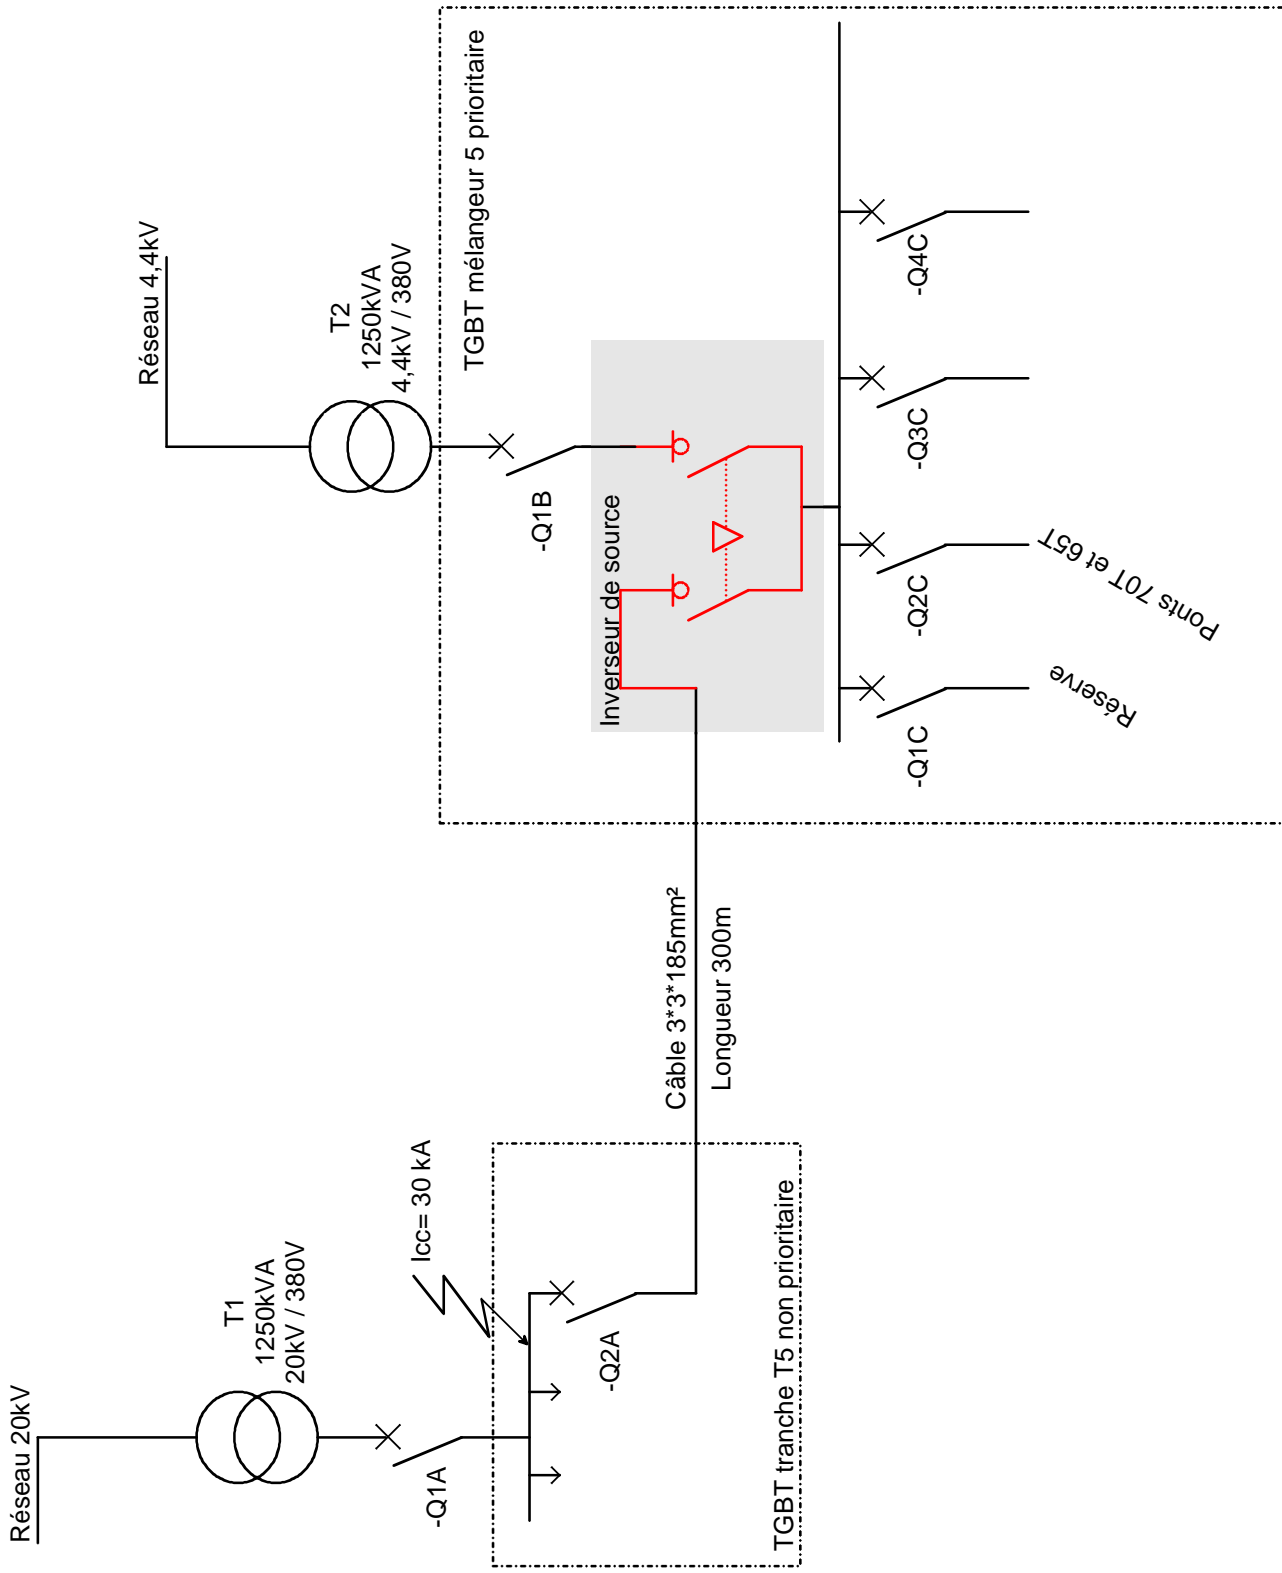 Réseau 20kV
T1
1250kVA
20kV / 380V
-Q1A
Icc= 30 kA
-Q2A
TGBT tranche T5 non prioritaire
Câble 3*3*185mm²
Longueur 300m
Réseau 4,4kV
T2
1250kVA
4,4kV / 380V
TGBT mélangeur 5 prioritaire
-Q1B
Inverseur de source
-Q1C
-Q2C
-Q3C
-Q4C
Réserve
Ponts 70T et 65T